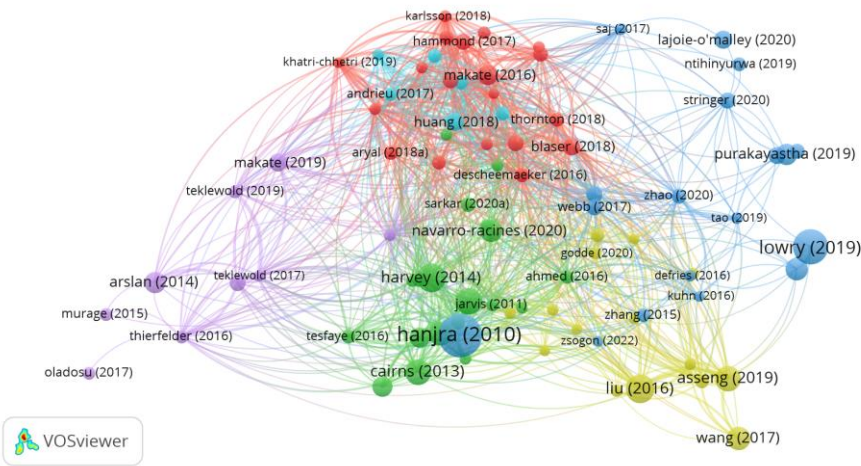 karlsson (2018)
saj (2017)
hammond (2017)
lajoie-o'malley (2020)
khatri-chhetri (2019)
ntihinyurwa (2019)
makate (2016)
andrieu (2017)
stringer (2020)
huang (2018)
thornton (2018)
blaser (2018)
aryal (2018a)
purakayastha (2019)
makate (2019)
descheemaeker (2016)
teklewold (2019)
zhao (2020)
sarkar (2020a)
webb (2017)
tao (2019)
navarro-racines (2020)
lowry (2019)
godde (2020)
arslan (2014)
teklewold (2017)
harvey (2014)
ahmed (2016)
defries (2016)
kuhn (2016)
jarvis (2011)
murage (2015)
zhang (2015)
thierfelder (2016)
tesfaye (2016)
hanjra (2010)
zsogon (2022)
oladosu (2017)
cairns (2013)
liu (2016)
asseng (2019)
wang (2017)
VOSviewer